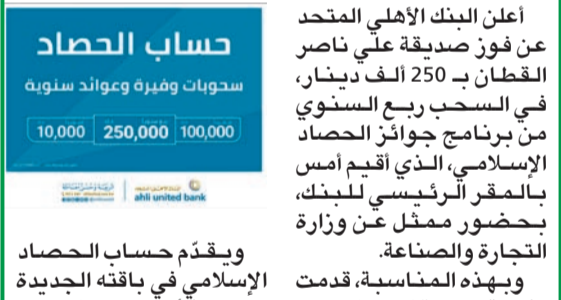 أعلن البنك الأهلي المتحد
عن فوز صديقة علي ناصر
القطان بـ 250 ألف دينار،
في السحب ربع السنوي
من برنامج جوائز الحصاد
الإسلامي، الذي أقيم أمس
بالمقر الرئيسي للبنك،
بحضور ممثل عن وزارة
التجارة والصناعة.
وبهذه المناسبة، قدمت
حساب الحصاد
سحوبات وفيرة وعوائد سنوية
10,000 250,000 100,000
ahli united bank
ويقدّم حساب الحصاد
الإسلامي في باقته الجديدة